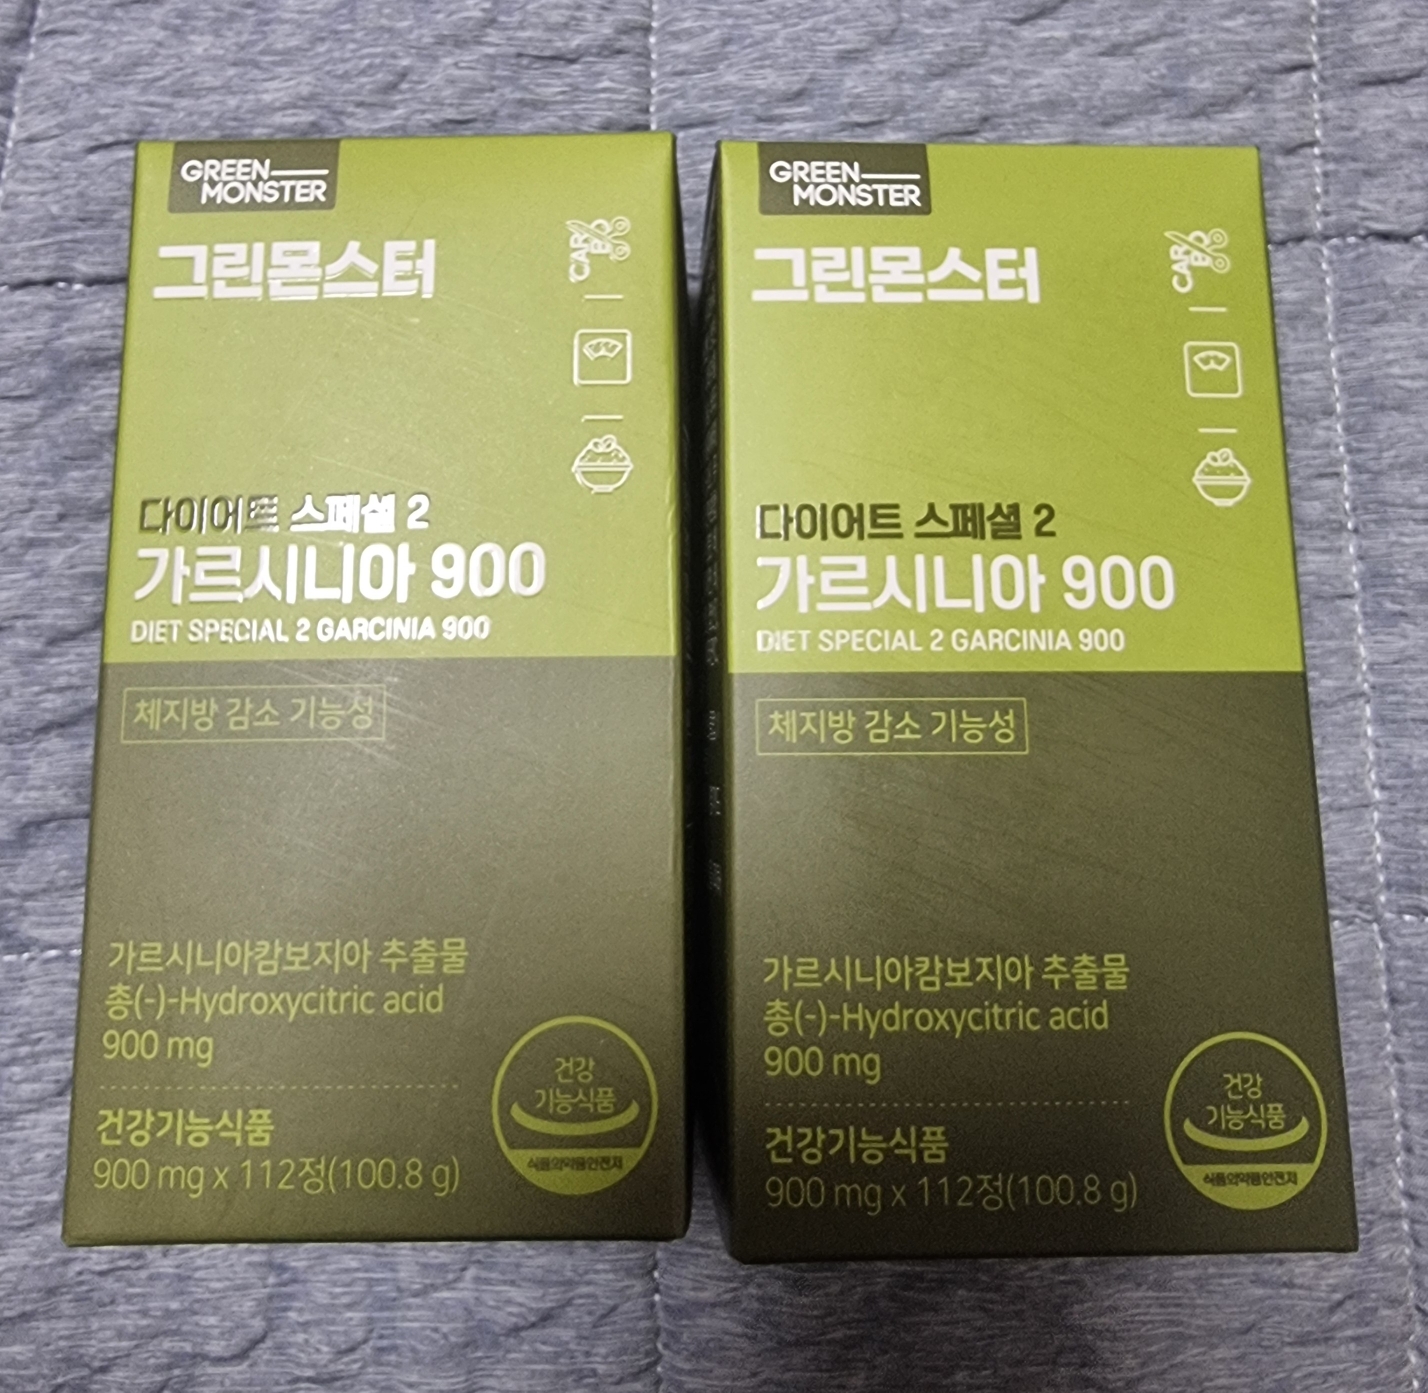 GREEN
MONSTER
그린몬스터
CARBO
다이어트 스페셜 2
가르시니아 900
DIET SPECIAL 2 GARCINIA 900
체지방 감소 기능성
가르시니아캄보지아 추출물
총(-)-Hydroxycitric acid
900 mg
건강기능식품
900 mg x 112정(100.8 g)
건강
기능식품
식품의약품안전처
GREEN
MONSTER
그린몬스터
CARBO
다이어트 스페셜 2
가르시니아 900
DIET SPECIAL 2 GARCINIA 900
체지방 감소 기능성
가르시니아캄보지아 추출물
총(-)-Hydroxycitric acid
900 mg
건강기능식품
900 mg x 112정(100.8 g)
건강
기능식품
식품의약품안전처